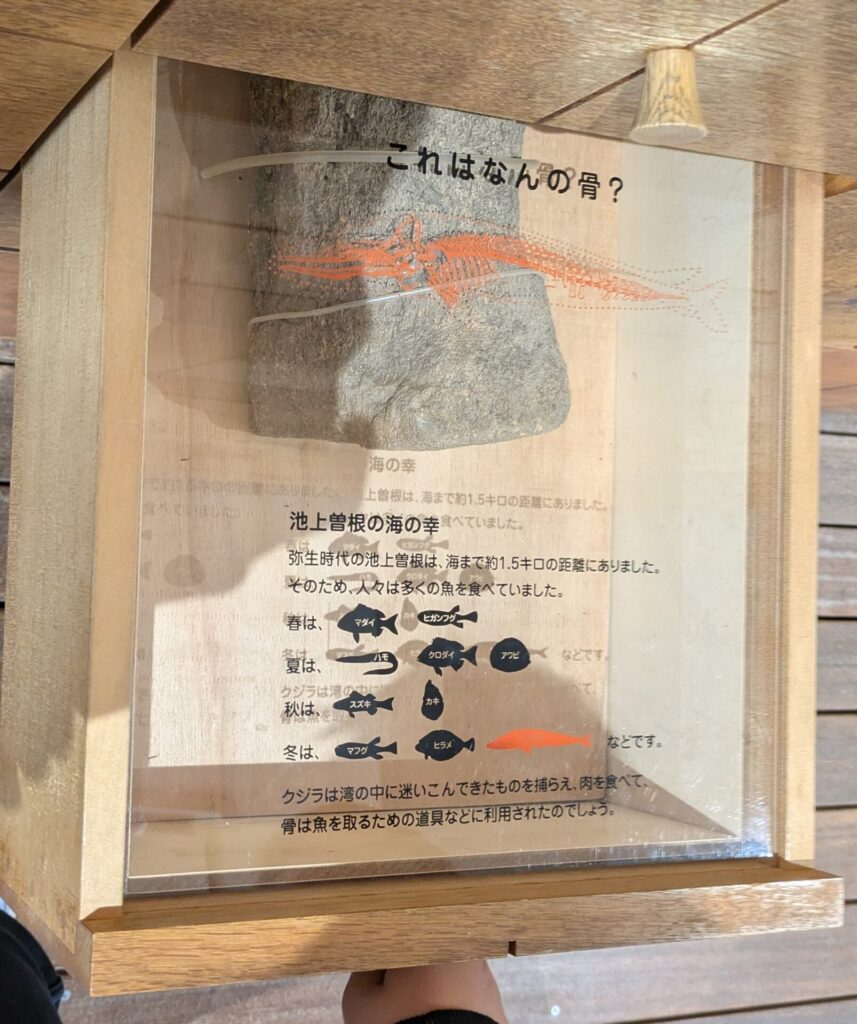 これはなんの骨?
池上曽根の海の幸
弥生時代の池上曽根は、海まで約1.5キロの距離にありました。
そのため、人々は多くの魚を食べていました。
春は、マダイ ヒガンフグ
夏は、ハモ クロダイ アワビ
秋は、スズキ カキ
冬は、マフグ ヒラメ などです。
クジラは湾の中に迷いこんできたものを捕らえ、肉を食べて、
骨は魚を取るための道具などに利用されたのでしょう。